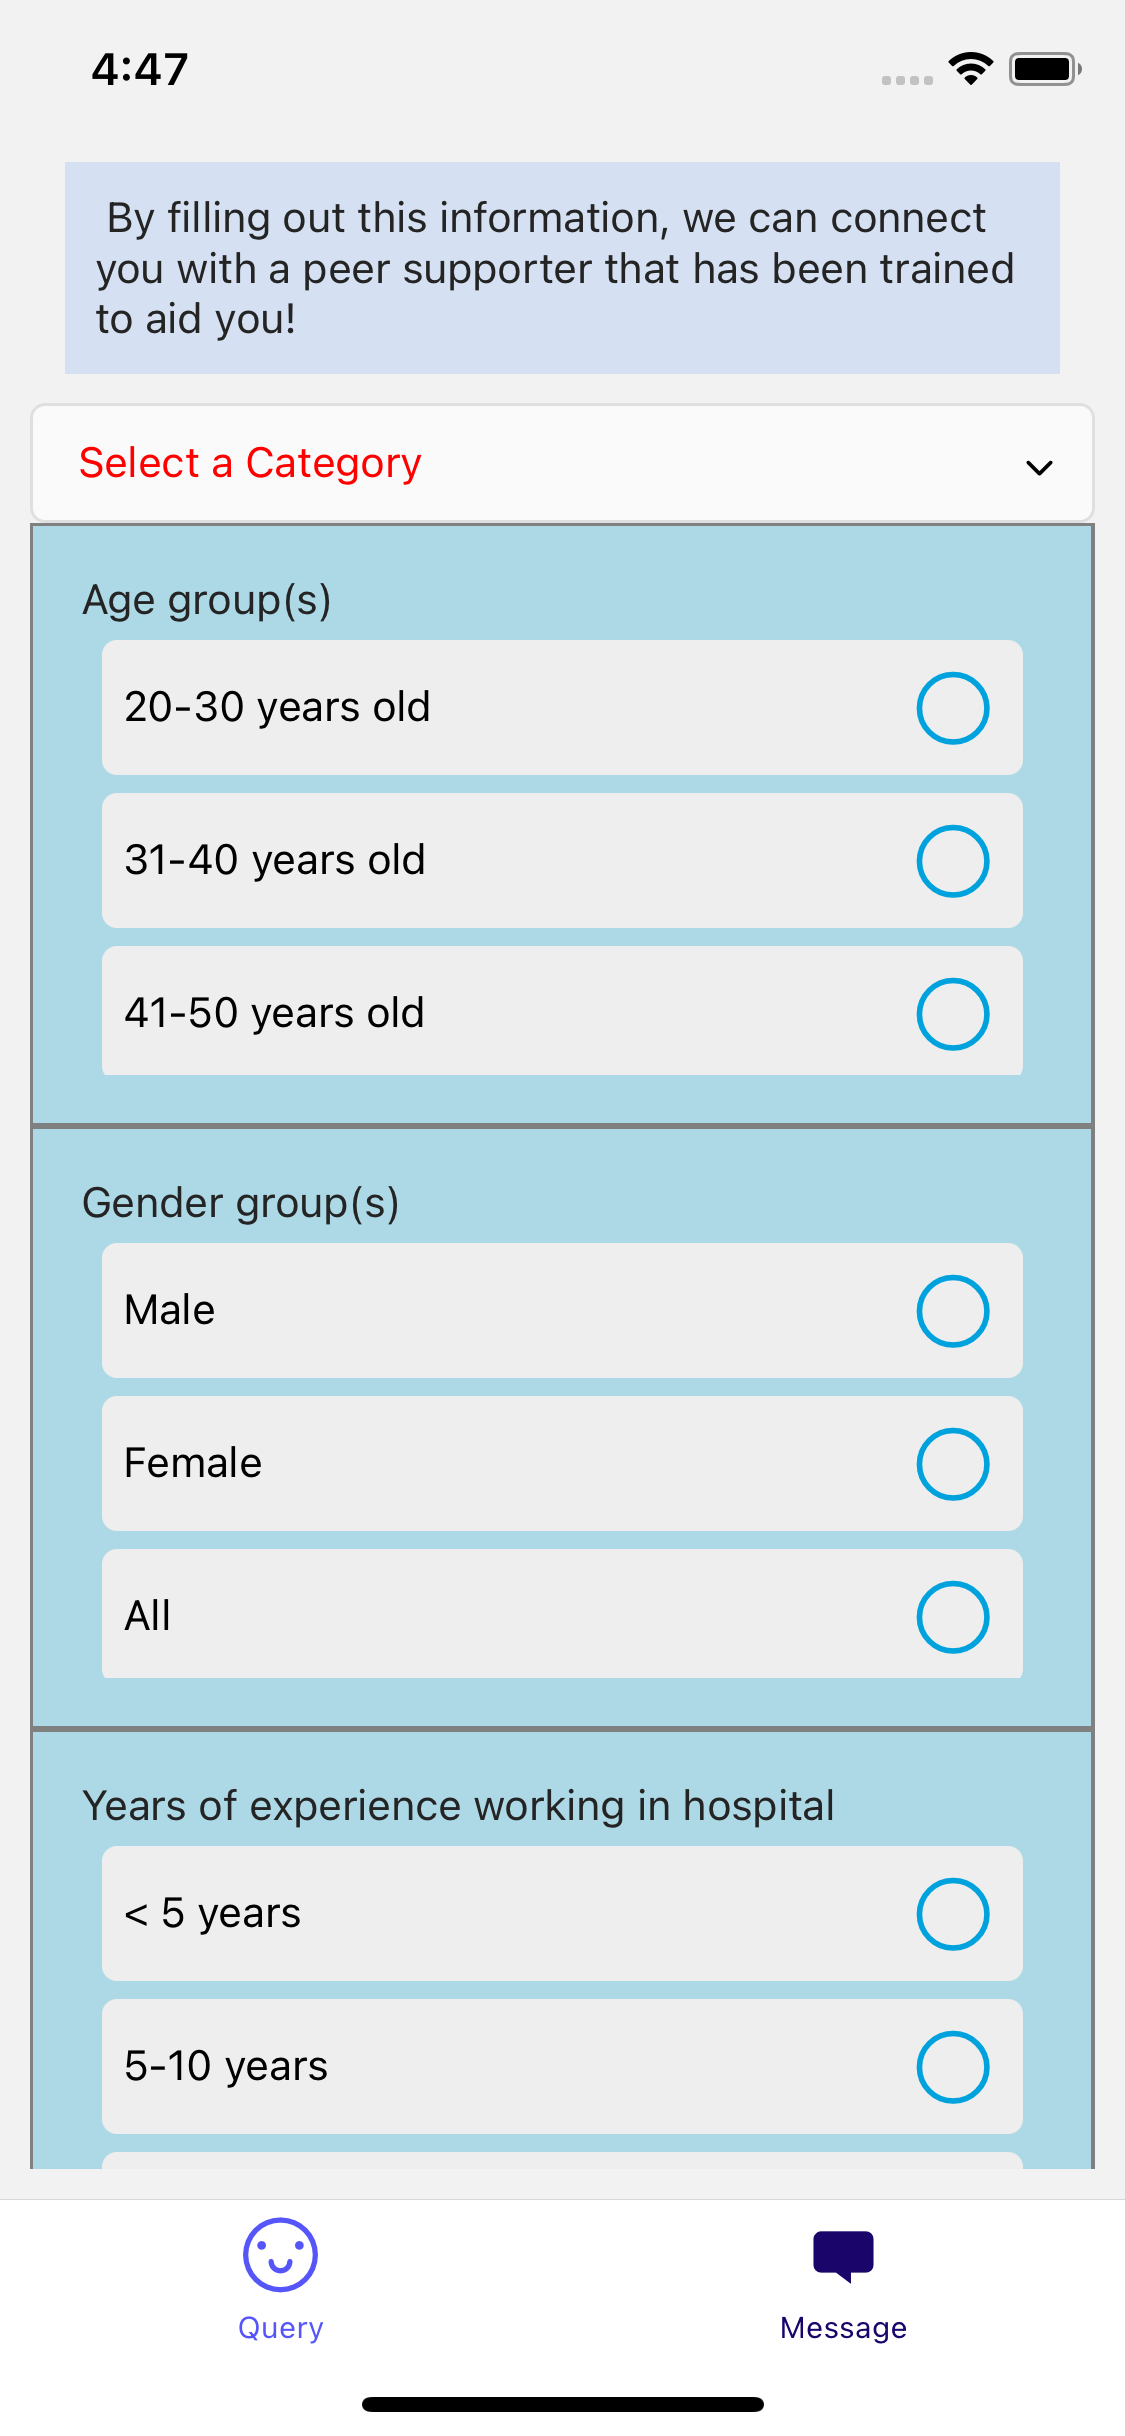 4:47
By filling out this information, we can connect
you with a peer supporter that has been trained
to aid you!
Select a Category
Age group(s)
20-30 years old
31-40 years old
41-50 years old
Gender group(s)
Male
Female
All
Years of experience working in hospital
< 5 years
5-10 years
Query
Message